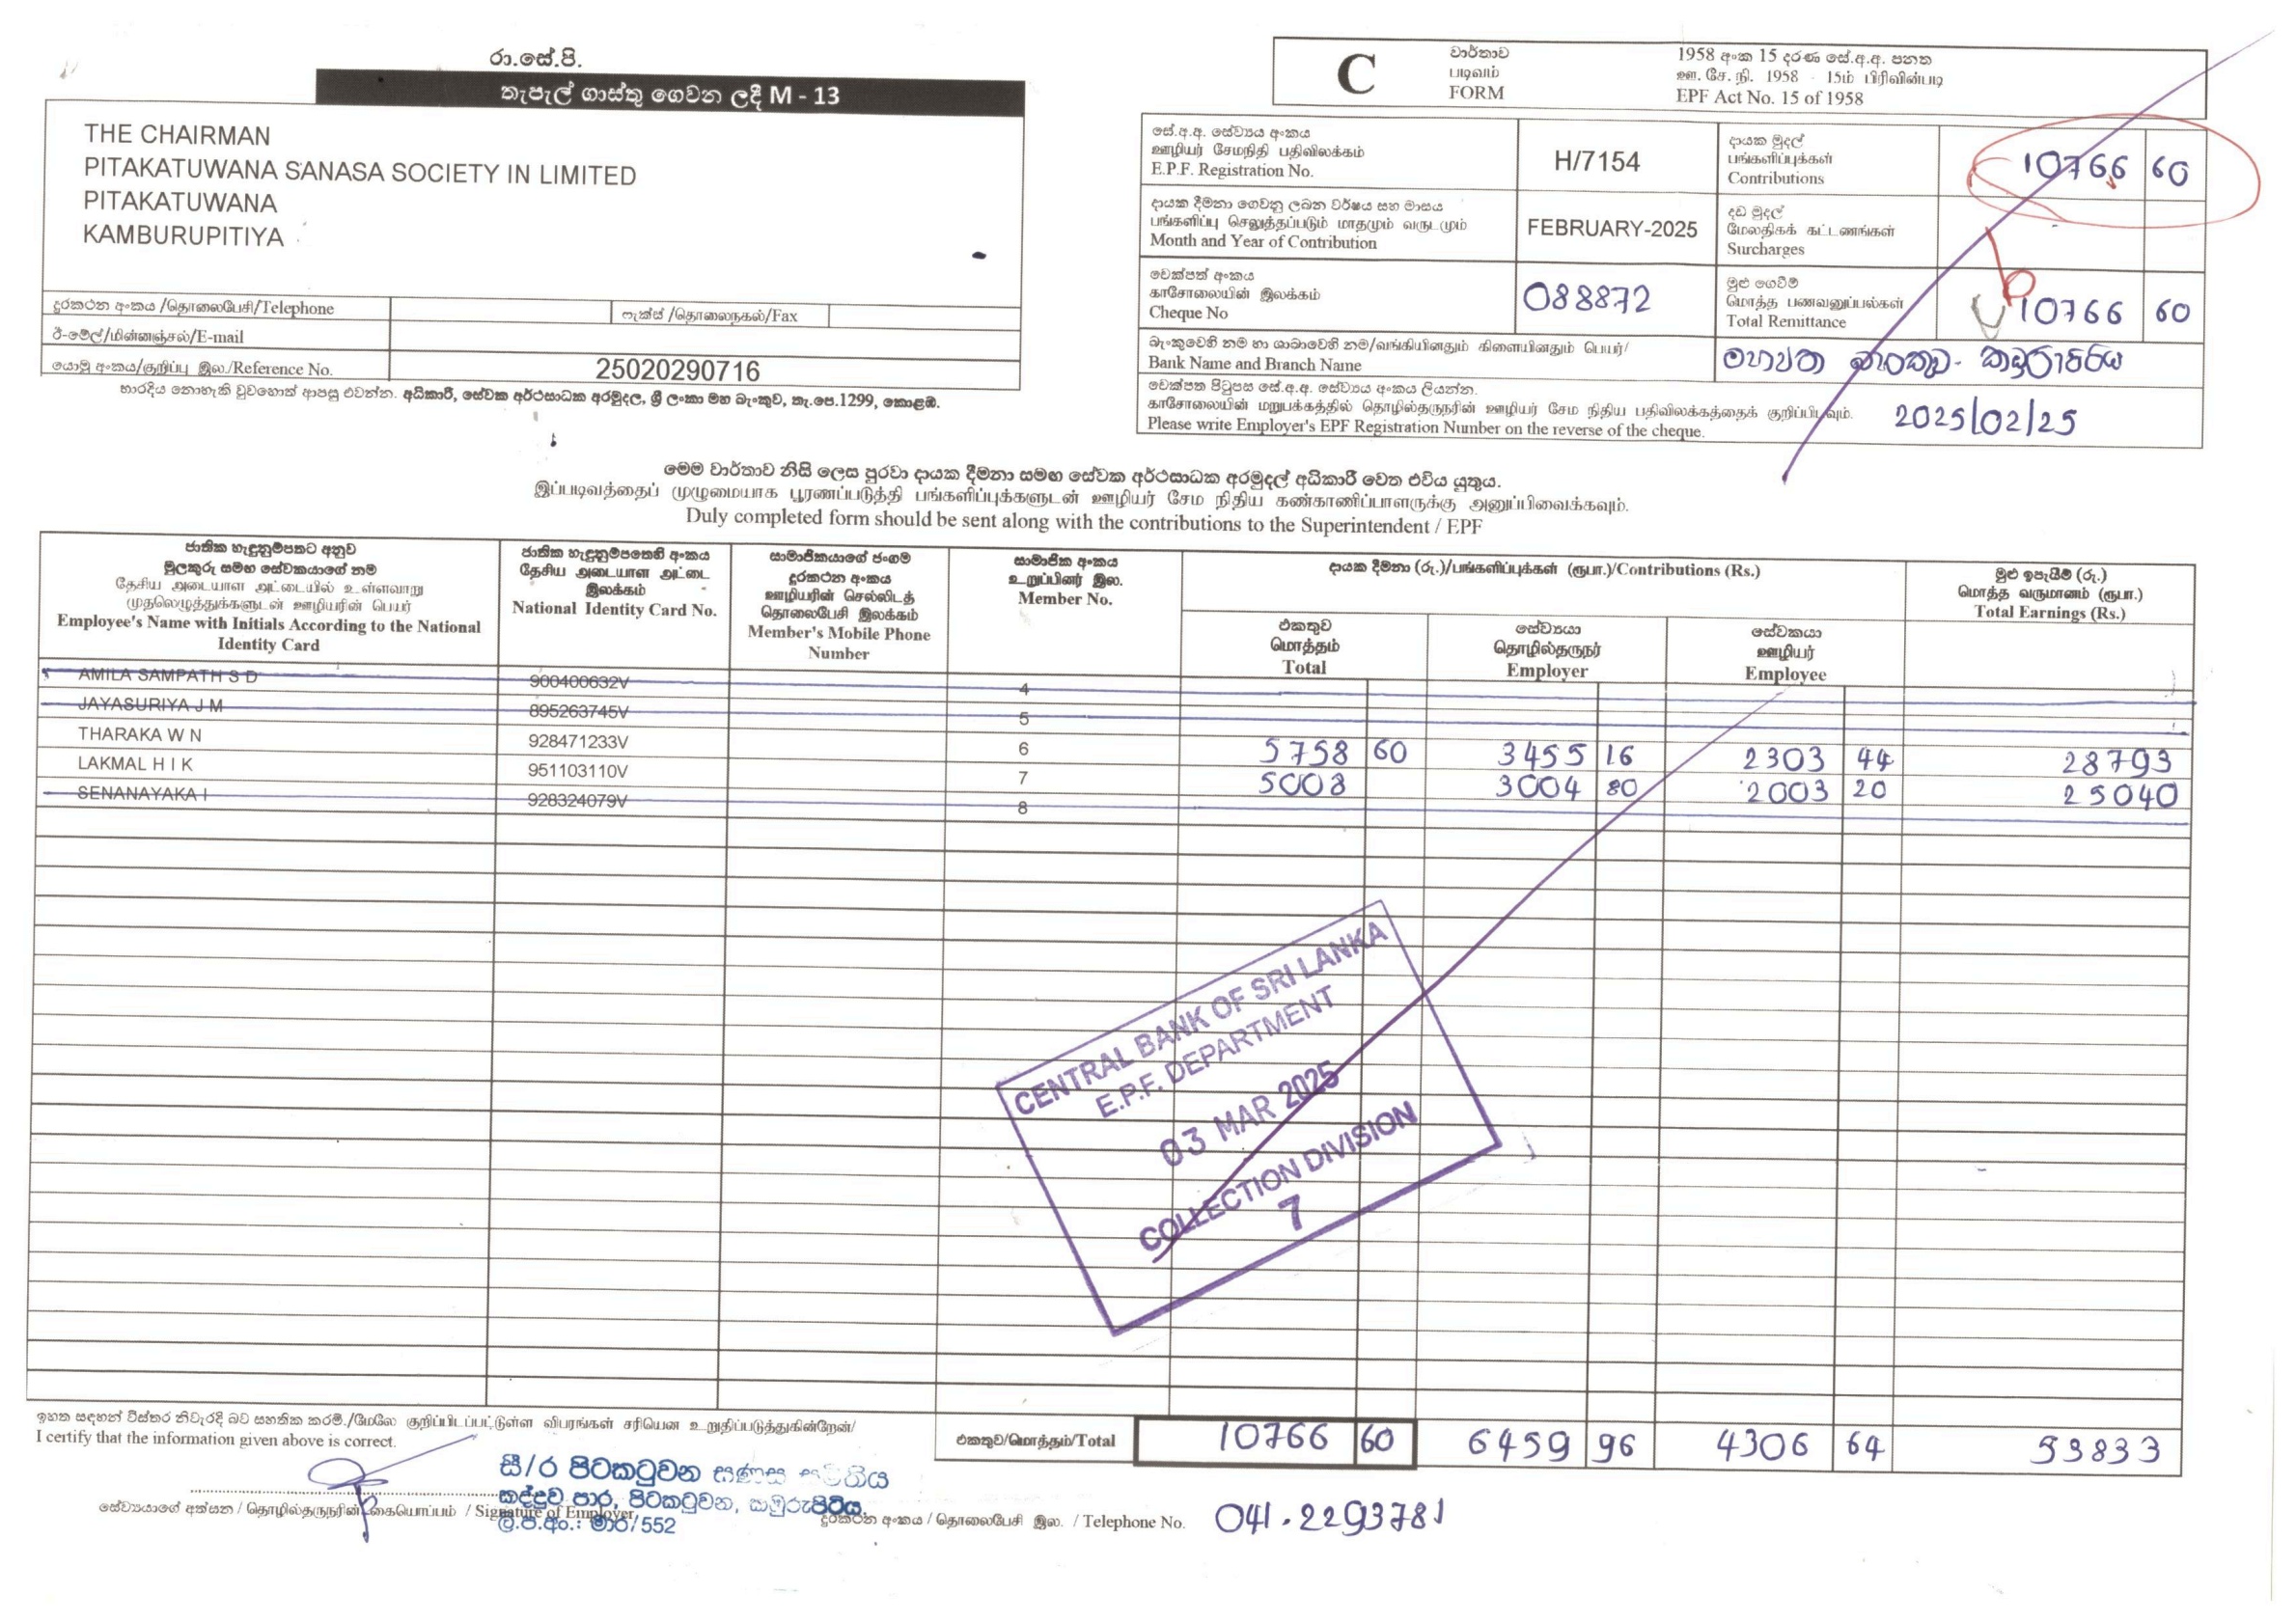 රා.සේ.පි.
තැපැල් ගාස්තු ගෙවන ලදී M - 13
THE CHAIRMAN
PITAKATUWANA SANASA SOCIETY IN LIMITED
PITAKATUWANA
KAMBURUPITIYA
දුරකථන අංකය /தொலைபேசி/Telephone
ෆැක්ස් /தொலைநகல்/Fax
ඊ-මේල්/மின்னஞ்சல்/E-mail
යොමු අංකය/குறிப்பு இல./Reference No. 25020290716
භාරදිය නොහැකි වුවහොත් ආපසු එවන්න. අධිකාරී, සේවක අර්ථසාධක අරමුදල, ශ්‍රී ලංකා මහ බැංකුව, තැ.පෙ.1299, කොළඹ.
C
වාර්තාව
படிவம்
FORM
1958 අංක 15 දරණ සේ.අ.අ. පනත
ஊ. சே. நி. 1958 - 15ம் பிரிவின்படி
EPF Act No. 15 of 1958
සේ.අ.අ. සේව්‍යය අංකය
ஊழியர் சேமநிதி பதிவிலக்கம்
E.P.F. Registration No.
H/7154
දායක මුදල්
பங்களிப்புக்கள்
Contributions
10766 60
දායක දීමනා ගෙවනු ලබන වර්ෂය සහ මාසය
பங்களிப்பு செலுத்தப்படும் மாதமும் வருடமும்
Month and Year of Contribution
FEBRUARY-2025
දඩ මුදල්
மேலதிகக் கட்டணங்கள்
Surcharges
චෙක්පත් අංකය
காசோலையின் இலக்கம்
Cheque No
088872
මුළු ගෙවීම්
மொத்த பணவனுப்பல்கள்
Total Remittance
10766 60
බැංකුවෙහි නම හා ශාඛාවෙහි නම/வங்கியினதும் கிளையினதும் பெயர்/
Bank Name and Branch Name
චෙක්පත පිටුපස සේ.අ.අ. සේව්‍යය අංකය ලියන්න.
காசோலையின் மறுபக்கத்தில் தொழில்தருநரின் ஊழியர் சேம நிதிய பதிவிலக்கத்தைக் குறிப்பிடவும்.
Please write Employer's EPF Registration Number on the reverse of the cheque.
2025/02/25
මෙම වාර්තාව නිසි ලෙස පුරවා දායක දීමනා සමඟ සේවක අර්ථසාධක අරමුදල් අධිකාරී වෙත එවිය යුතුය.
இப்படிவத்தைப் முழுமையாக பூரணப்படுத்தி பங்களிப்புக்களுடன் ஊழியர் சேம நிதிய கண்காணிப்பாளருக்கு அனுப்பிவைக்கவும்.
Duly completed form should be sent along with the contributions to the Superintendent / EPF
ජාතික හැඳුනුම්පතට අනුව
මුලකුරු සමඟ සේවකයාගේ නම
தேசிய அடையாள அட்டையில் உள்ளவாறு
முதலெழுத்துக்களுடன் ஊழியரின் பெயர்
Employee's Name with Initials According to the National
Identity Card
ජාතික හැඳුනුම්පතෙහි අංකය
தேசிய அடையாள அட்டை
இலக்கம்
National Identity Card No.
සාමාජිකයාගේ ජංගම
දුරකථන අංකය
ஊழியரின் செல்லிடத்
தொலைபேசி இலக்கம்
Member's Mobile Phone
Number
සාමාජික අංකය
உறுப்பினர் இல.
Member No.
දායක දීමනා (රු.)/பங்களிப்புக்கள் (ரூபா.)/Contributions (Rs.)
එකතුව
மொத்தம்
Total
සේව්‍යයා
தொழில்தருநர்
Employer
සේවකයා
ஊழியர்
Employee
මුළු ඉපැයීම් (රු.)
மொத்த வருமானம் (ரூபா.)
Total Earnings (Rs.)
AMILA SAMPATH S D 900400632V 4
JAYASURIYA J M 895263745V 5
THARAKA W N 928471233V 6 5758 60 3455 16 2303 44 28793
LAKMAL H I K 951103110V 7 5008 3004 80 2003 20 25040
SENANAYAKA I 928324079V 8
CENTRAL BANK OF SRI LANKA
E.P.F. DEPARTMENT
03 MAR 2025
COLLECTION DIVISION
7
ඉහත සඳහන් විස්තර නිවැරදි බව සහතික කරමි./மேலே குறிப்பிடப்பட்டுள்ள விபரங்கள் சரியென உறுதிப்படுத்துகின்றேன்/
I certify that the information given above is correct.
එකතුව/மொத்தம்/Total 10766 60 6459 96 4306 64 53833
සී/ර පිටකටුවන සණස සමිතිය
කද්දුව පාර, පිටකටුවන, කඹුරුපිටිය.
ලි.ප.අං.: මාර/552
සේව්‍යයාගේ අත්සන / தொழில்தருநரின் கையொப்பம் / Signature of Employer
දුරකථන අංකය / தொலைபேசி இல. / Telephone No. 041.2293781